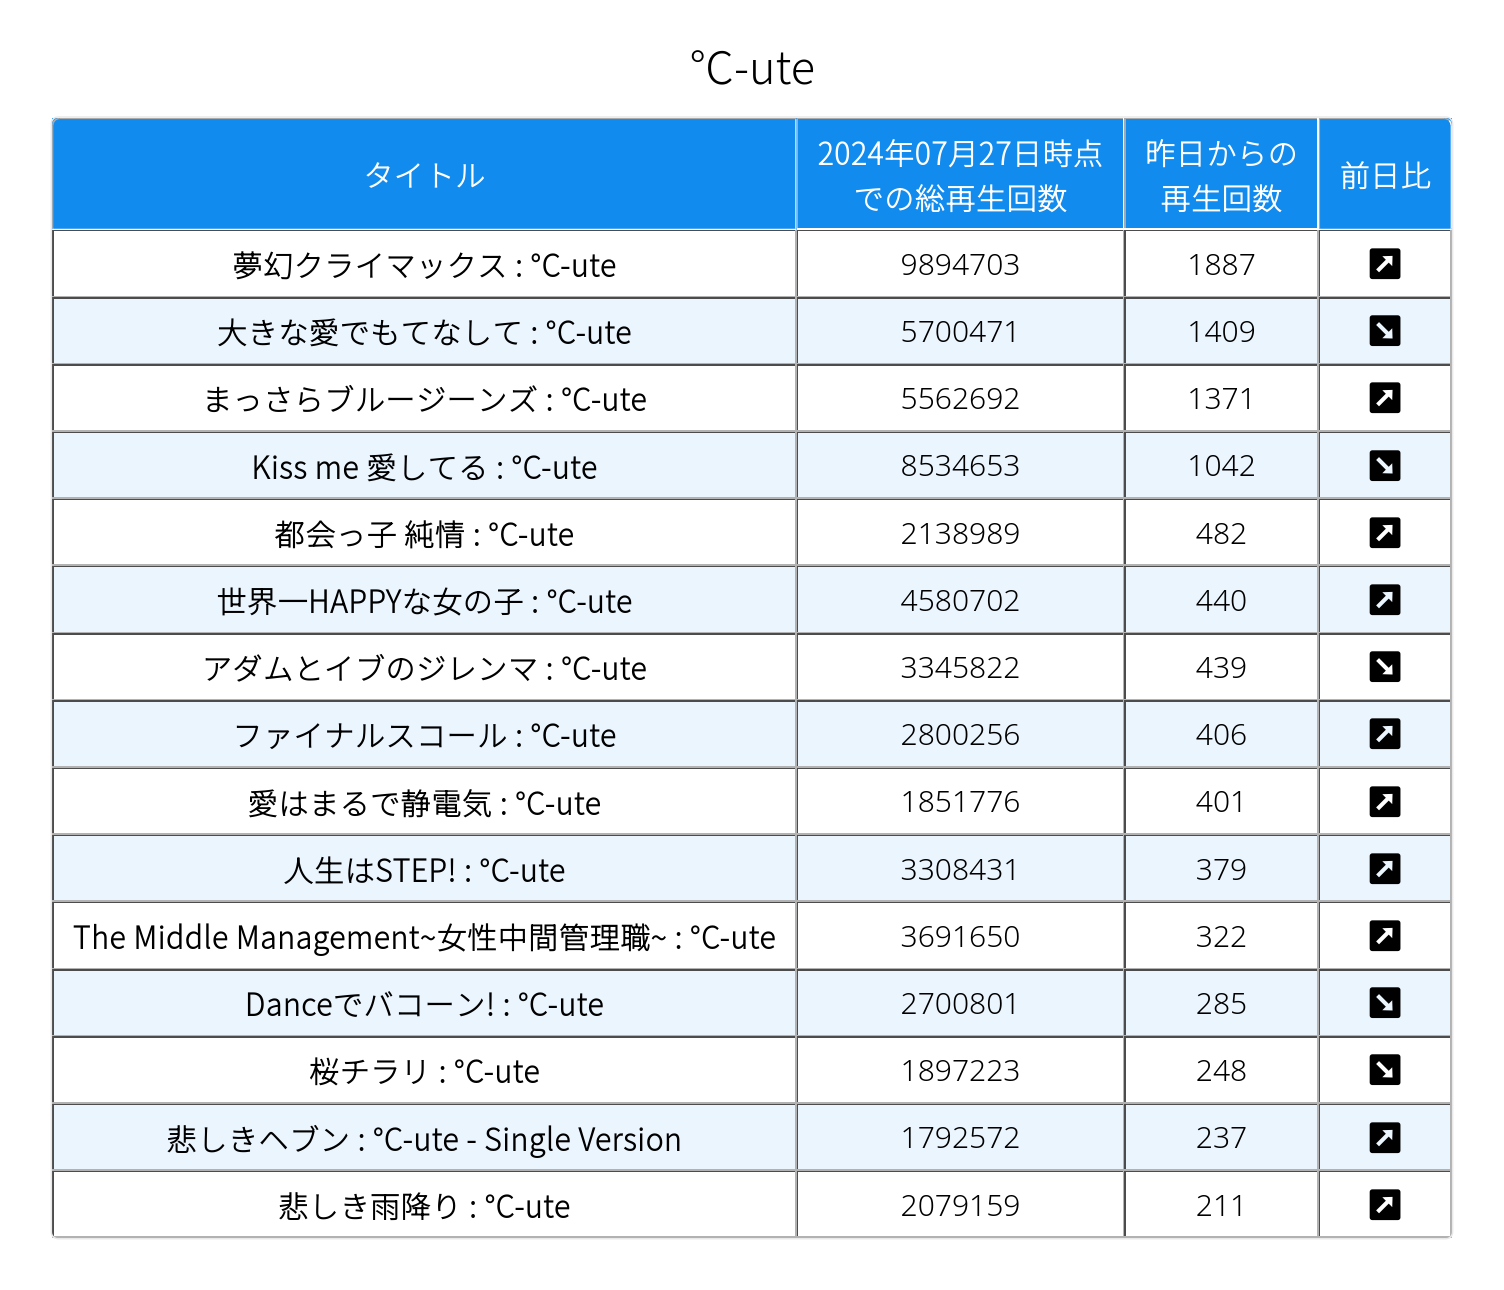 ℃-ute
タイトル
2024年07月27日時点
での総再生回数
昨日からの
再生回数
前日比
夢幻クライマックス : ℃-ute 9894703 1887
大きな愛でもてなして : ℃-ute 5700471 1409
まっさらブルージーンズ : ℃-ute 5562692 1371
Kiss me 愛してる : ℃-ute 8534653 1042
都会っ子 純情 : ℃-ute 2138989 482
世界一HAPPYな女の子 : ℃-ute 4580702 440
アダムとイブのジレンマ : ℃-ute 3345822 439
ファイナルスコール : ℃-ute 2800256 406
愛はまるで静電気 : ℃-ute 1851776 401
人生はSTEP! : ℃-ute 3308431 379
The Middle Management~女性中間管理職~ : ℃-ute 3691650 322
Danceでバコーン! : ℃-ute 2700801 285
桜チラリ : ℃-ute 1897223 248
悲しきヘブン : ℃-ute - Single Version 1792572 237
悲しき雨降り : ℃-ute 2079159 211